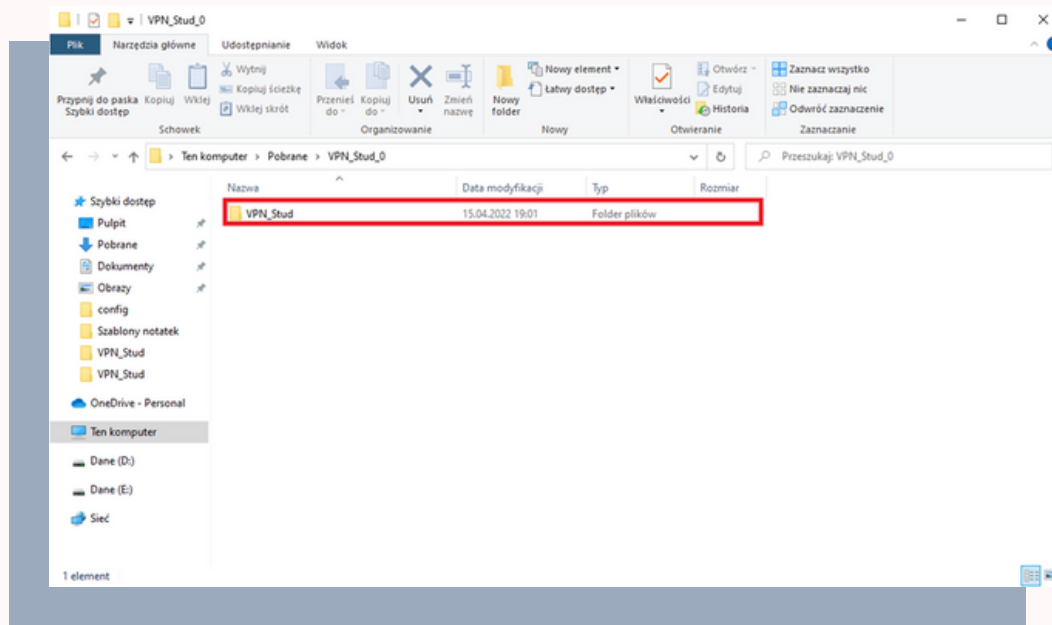 VPN_Stud_0
Plik Narzędzia główne Udostępnianie Widok
Przypnij do paska Szybki dostęp
Kopiuj
Wklej
Wytnij
Kopiuj ścieżkę
Wklej skrót
Schowek
Przenieś do
Kopiuj do
Usuń
Zmień nazwę
Organizowanie
Nowy folder
Nowy element
Łatwy dostęp
Nowy
Właściwości
Otwórz
Edytuj
Historia
Otwieranie
Zaznacz wszystko
Nie zaznaczaj nic
Odwróć zaznaczenie
Zaznaczanie
Ten komputer > Pobrane > VPN_Stud_0
Przeszukaj: VPN_Stud_0
Nazwa Data modyfikacji Typ Rozmiar
VPN_Stud 15.04.2022 19:01 Folder plików
Szybki dostęp
Pulpit
Pobrane
Dokumenty
Obrazy
config
Szablony notatek
VPN_Stud
VPN_Stud
OneDrive - Personal
Ten komputer
Dane (D:)
Dane (E:)
Sieć
1 element